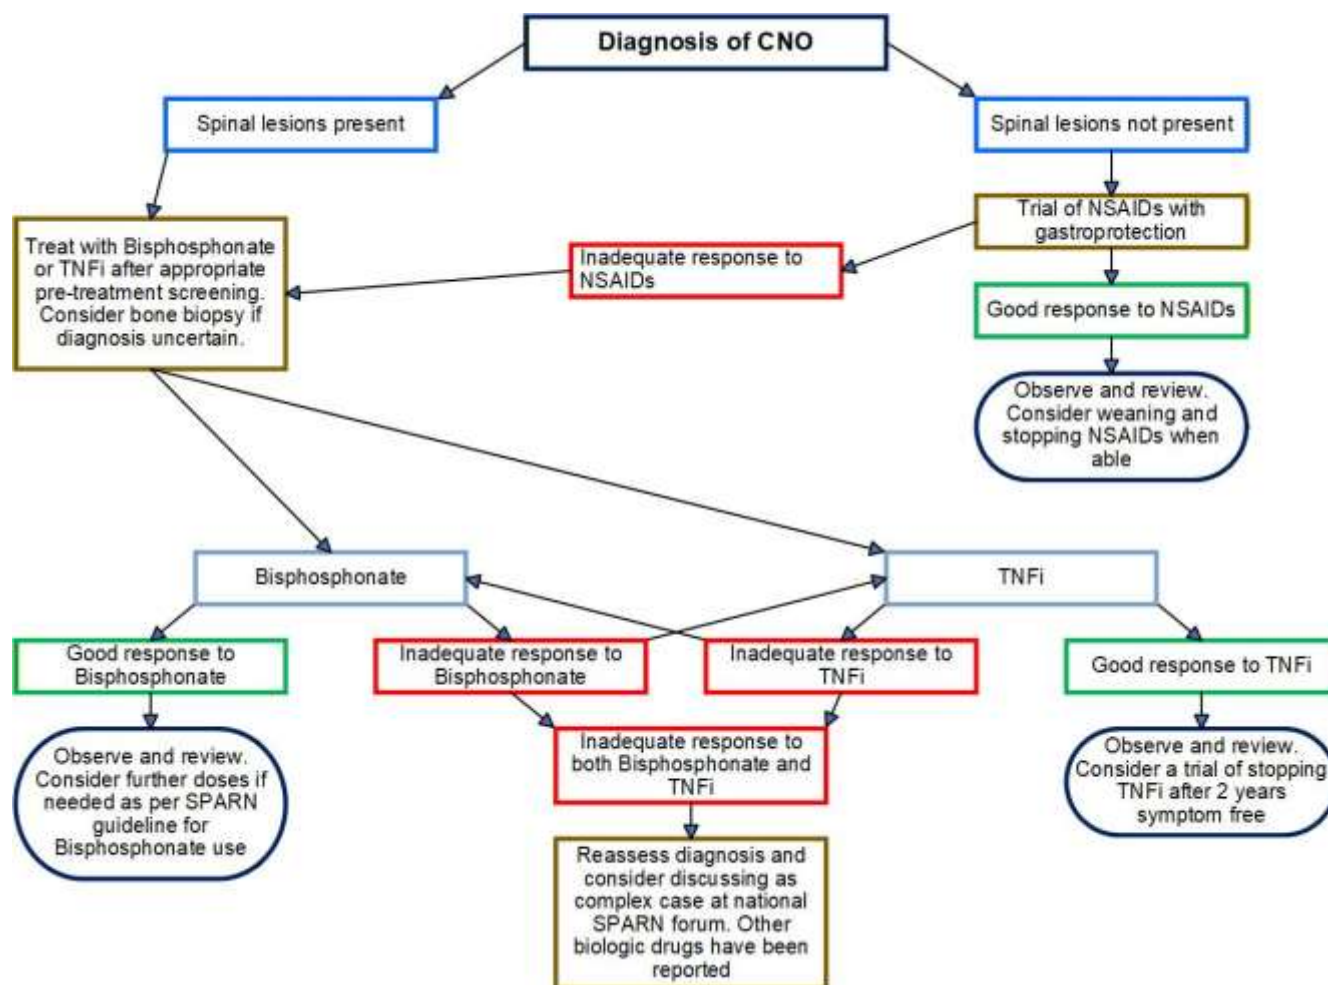 Diagnosis of CNO
Spinal lesions present
Spinal lesions not present
Treat with Bisphosphonate
or TNFi after appropriate
pre-treatment screening.
Consider bone biopsy if
diagnosis uncertain.
Inadequate response to
NSAIDs
Trial of NSAIDs with
gastroprotection
Good response to NSAIDs
Observe and review.
Consider weaning and
stopping NSAIDs when
able
Bisphosphonate
TNFi
Good response to
Bisphosphonate
Inadequate response to
Bisphosphonate
Inadequate response to
TNFi
Good response to TNFi
Observe and review.
Consider further doses if
needed as per SPARN
guideline for
Bisphosphonate use
Inadequate response to
both Bisphosphonate and
TNFi
Observe and review.
Consider a trial of stopping
TNFi after 2 years
symptom free
Reassess diagnosis and
consider discussing as
complex case at national
SPARN forum. Other
biologic drugs have been
reported